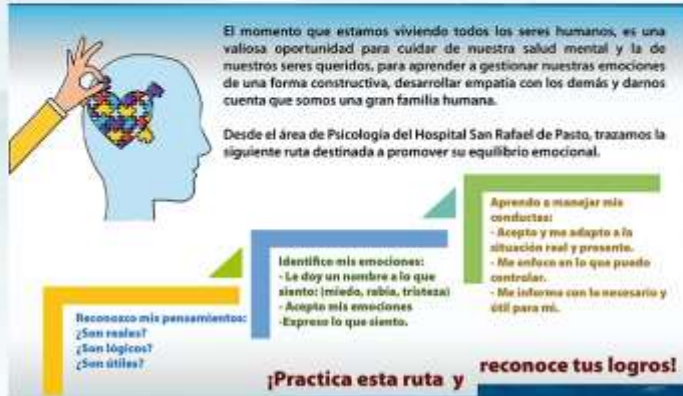 El momento que estamos viviendo todos los seres humanos, es una
valiosa oportunidad para cuidar de nuestra salud mental y la de
nuestros seres queridos, para aprender a gestionar nuestras emociones
de una forma constructiva, desarrollar empatía con los demás y darnos
cuenta que somos una gran familia humana.
Desde el área de Psicología del Hospital San Rafael de Pasto, trazamos la
siguiente ruta destinada a promover su equilibrio emocional.
Reconozco mis pensamientos:
¿Son reales?
¿Son lógicos?
¿Son útiles?
Identifico mis emociones:
- Le doy un nombre a lo que
siento: (miedo, rabia, tristeza)
- Acepto mis emociones
-Expreso lo que siento.
Aprendo a manejar mis
conductas:
- Acepto y me adapto a la
situación real y presente.
- Me enfoco en lo que puedo
controlar.
- Me informo con lo necesario y
útil para mi.
¡Practica esta ruta y reconoce tus logros!